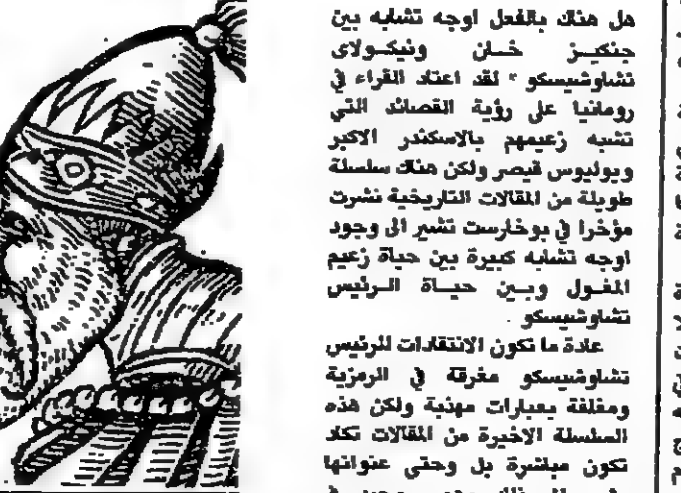 هل هناك بالفعل اوجه تشابه بين
جنكيز خان ونيكولاى
تشاوشيسكو " لقد اعتاد القراء في
رومانيا على رؤية القصائد التي
تشبه زعيمهم بالاسكندر الاكبر
ويوليوس قيصر ولكن هناك سلسلة
طويلة من المقالات التاريخية نشرت
مؤخرا في بوخارست تشير الى وجود
اوجه تشابه كبيرة بين حياة زعيم
المغول وبين حياة الرئيس
تشاوشيسكو .
عادة ما تكون الانتقادات للرئيس
تشاوشيسكو مغرقة في الرمزية
ومغلفة بعبارات مهذبة ولكن هذه
السلسلة الاخيرة من المقالات تكاد
تكون مباشرة بل وحتى عنوانها